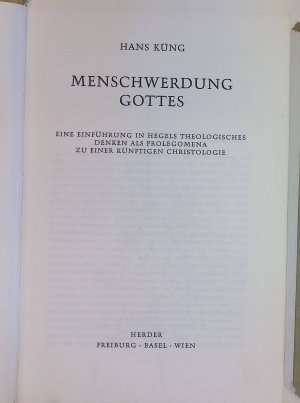 HANS KÜNG
MENSCHWERDUNG
GOTTES
EINE EINFÜHRUNG IN HEGELS THEOLOGISCHES
DENKEN ALS PROLEGOMENA
ZU EINER KÜNFTIGEN CHRISTOLOGIE
HERDER
FREIBURG · BASEL · WIEN